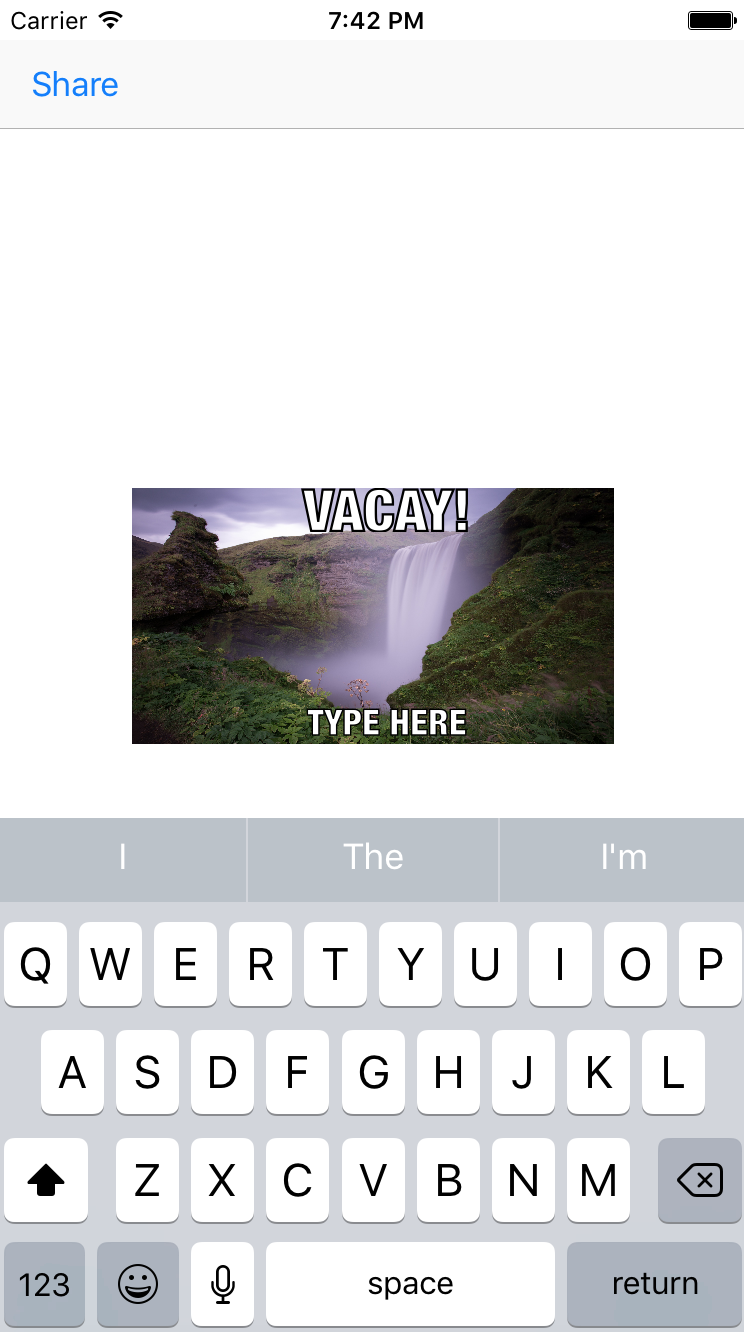 Carrier 7:42 PM
Share
VACAY!
TYPE HERE
I The I'm
Q W E R T Y U I O P
A S D F G H J K L
Z X C V B N M
123 space return